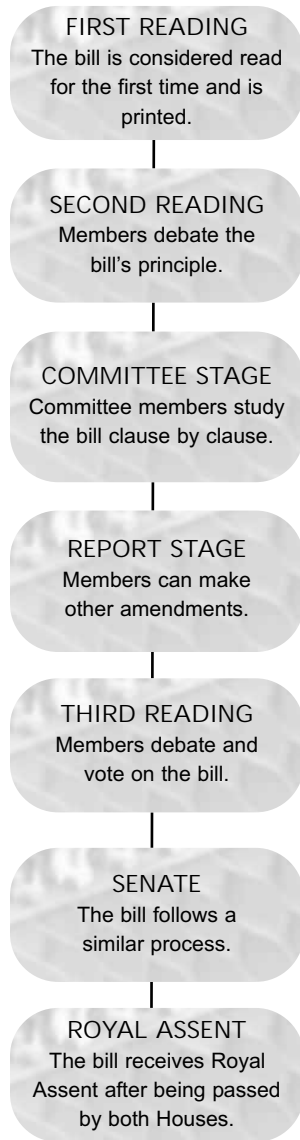 FIRST READING
The bill is considered read
for the first time and is
printed.
SECOND READING
Members debate the
bill's principle.
COMMITTEE STAGE
Committee members study
the bill clause by clause.
REPORT STAGE
Members can make
other amendments.
THIRD READING
Members debate and
vote on the bill.
SENATE
The bill follows a
similar process.
ROYAL ASSENT
The bill receives Royal
Assent after being passed
by both Houses.